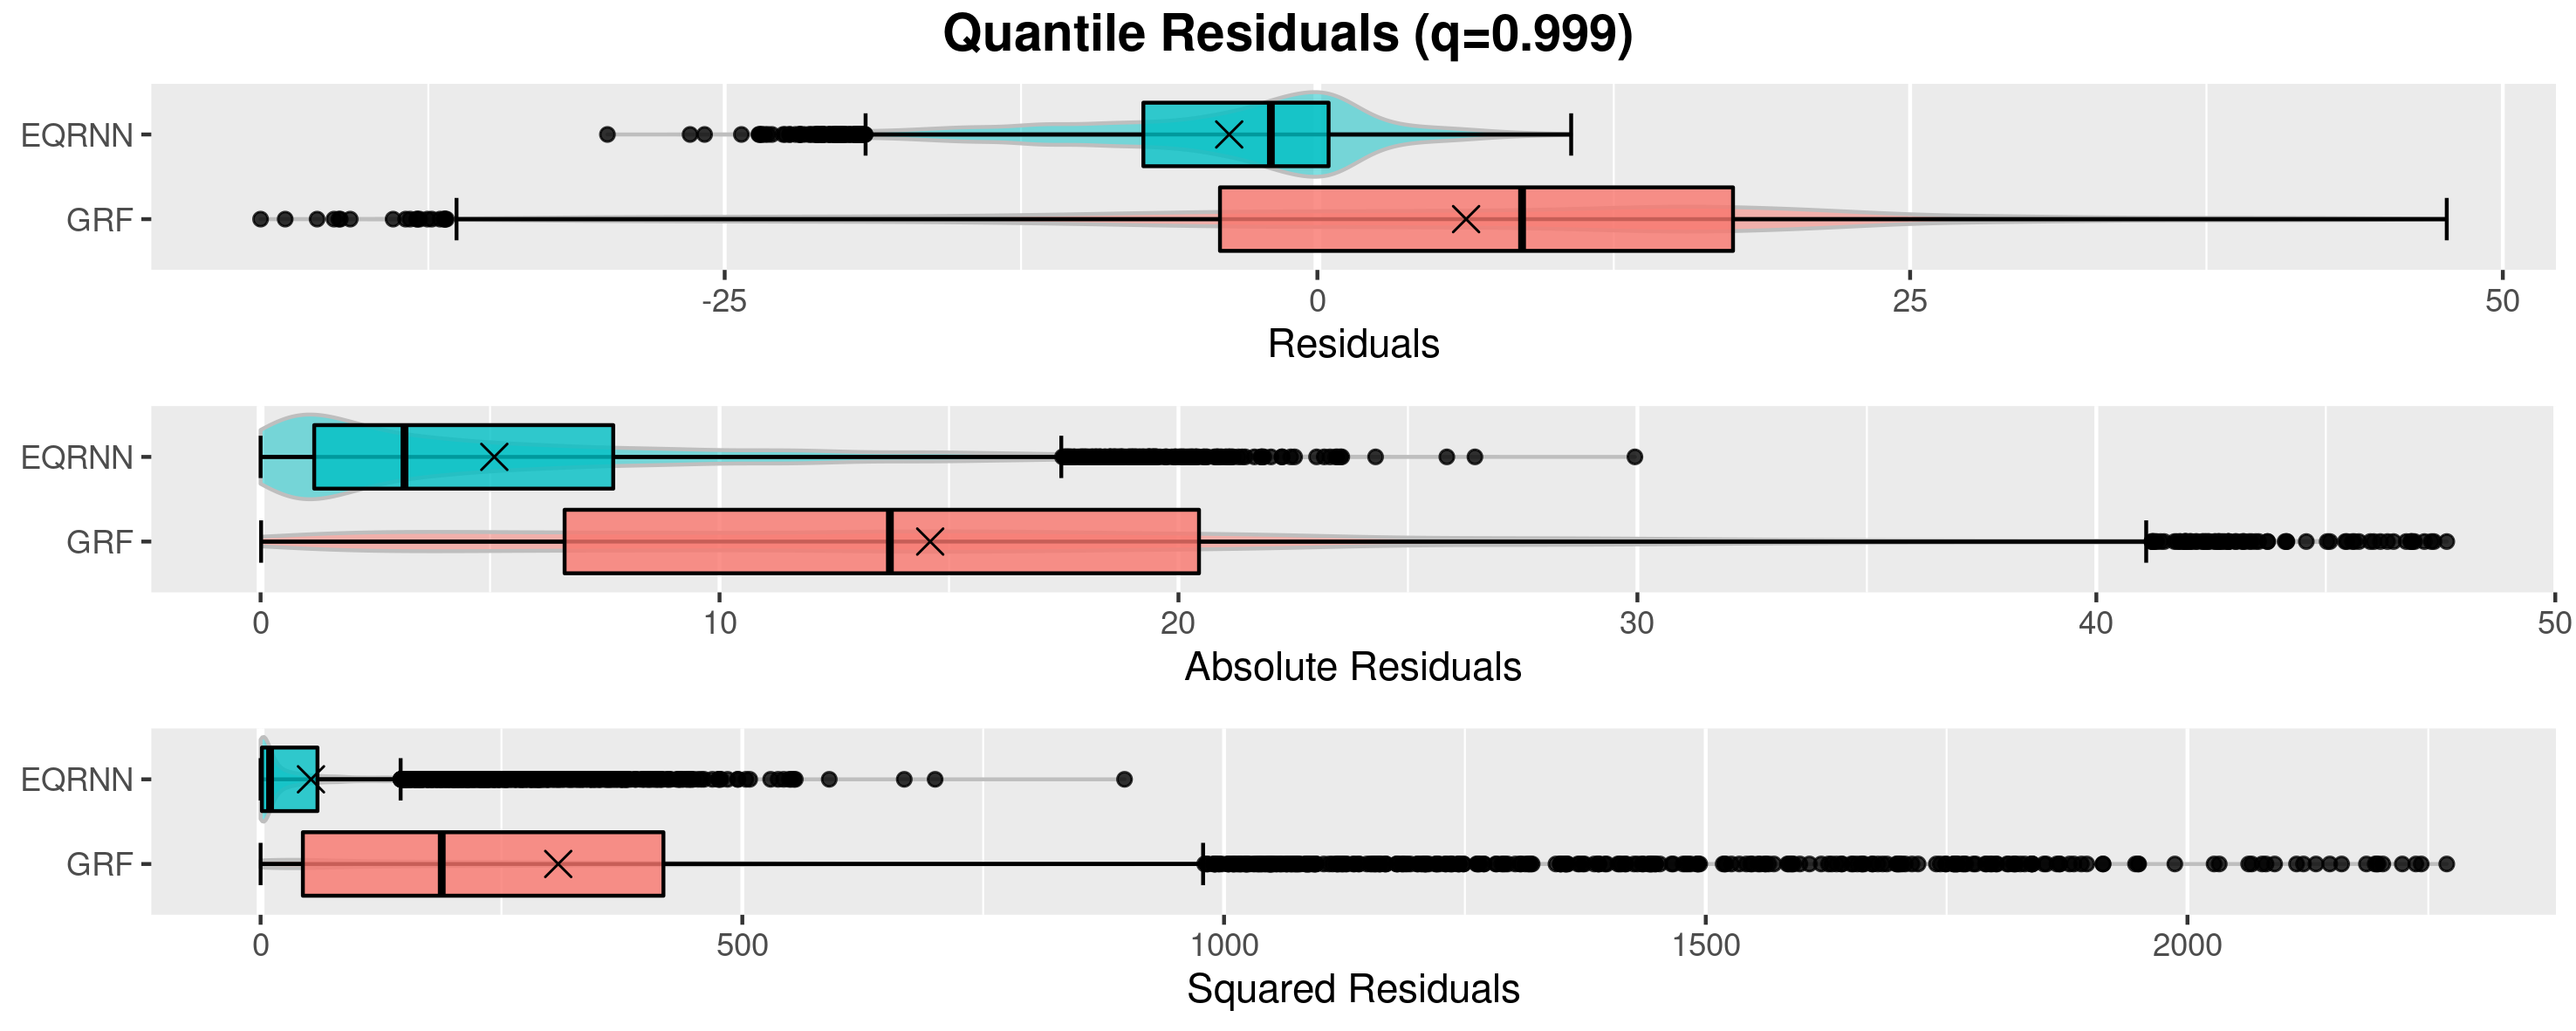 Quantile Residuals (q=0.999)
EQRNN
GRF
-25 0 25 50
Residuals
EQRNN
GRF
0 10 20 30 40 50
Absolute Residuals
EQRNN
GRF
0 500 1000 1500 2000
Squared Residuals